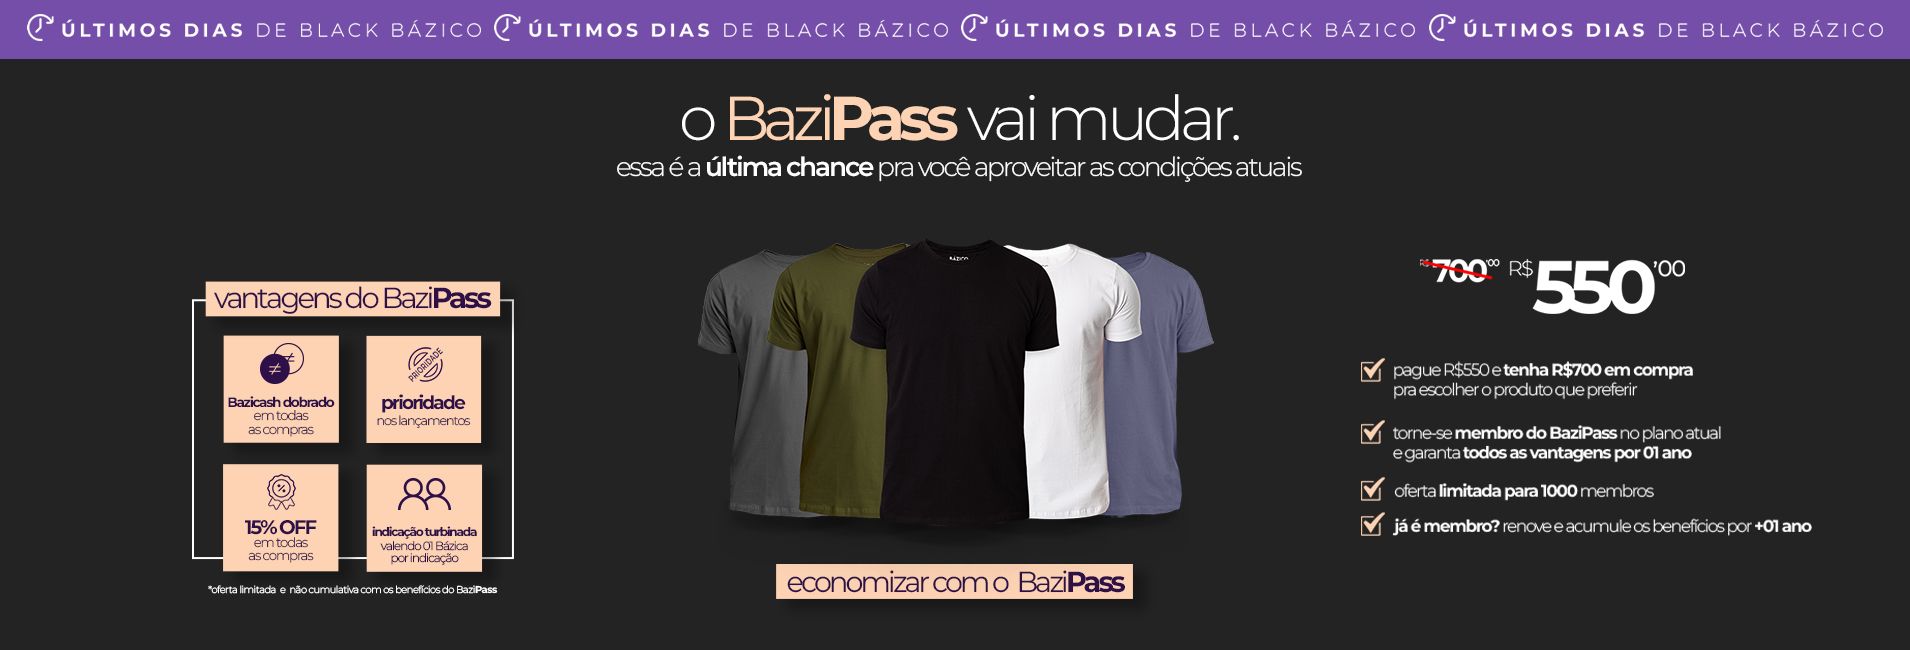 ÚLTIMOS DIAS DE BLACK BÁZICO ÚLTIMOS DIAS DE BLACK BÁZICO ÚLTIMOS DIAS DE BLACK BÁZICO ÚLTIMOS DIAS DE BLACK BÁZICO
o BaziPass vai mudar.
essa é a última chance pra você aproveitar as condições atuais
vantagens do BaziPass
≠ ≠
Bazicash dobrado
em todas
as compras
PRIORIDADE
prioridade
nos lançamentos
%
15% OFF
em todas
as compras
indicação turbinada
valendo 01 Bázica
por indicação
*oferta limitada e não cumulativa com os benefícios do BaziPass
BÁZICO
economizar com o BaziPass
R$700'00 R$550'00
pague R$550 e tenha R$700 em compra
pra escolher o produto que preferir
torne-se membro do BaziPass no plano atual
e garanta todos as vantagens por 01 ano
oferta limitada para 1000 membros
já é membro? renove e acumule os benefícios por +01 ano